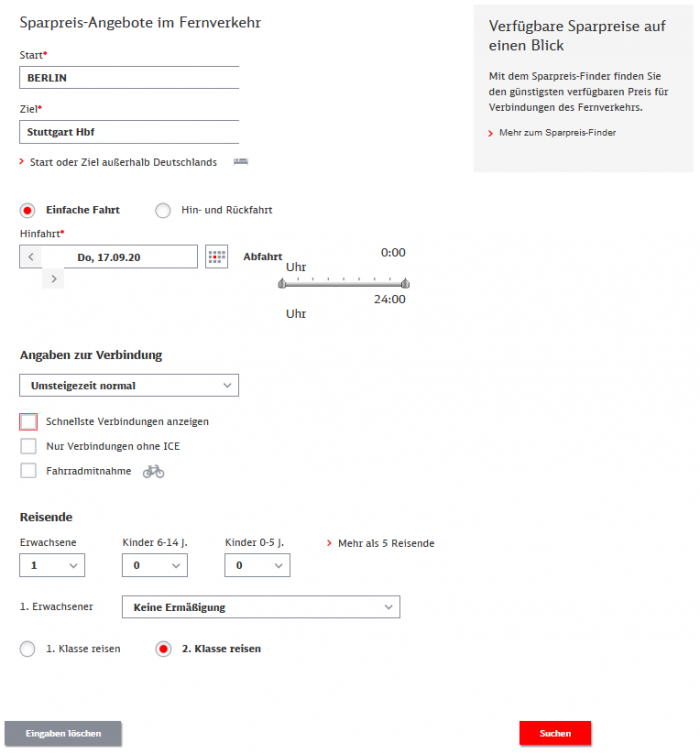 Sparpreis-Angebote im Fernverkehr
Start*
BERLIN
Ziel*
Stuttgart Hbf
Start oder Ziel außerhalb Deutschlands
Verfügbare Sparpreise auf
einen Blick
Mit dem Sparpreis-Finder finden Sie
den günstigsten verfügbaren Preis für
Verbindungen des Fernverkehrs.
Mehr zum Sparpreis-Finder
Einfache Fahrt
Hin- und Rückfahrt
Hinfahrt*
Do, 17.09.20
Abfahrt
0:00
Uhr
24:00
Uhr
Angaben zur Verbindung
Umsteigezeit normal
Schnellste Verbindungen anzeigen
Nur Verbindungen ohne ICE
Fahrradmitnahme
Reisende
Erwachsene Kinder 6-14 J. Kinder 0-5 J. Mehr als 5 Reisende
1 0 0
1. Erwachsener Keine Ermäßigung
1. Klasse reisen 2. Klasse reisen
Eingaben löschen Suchen